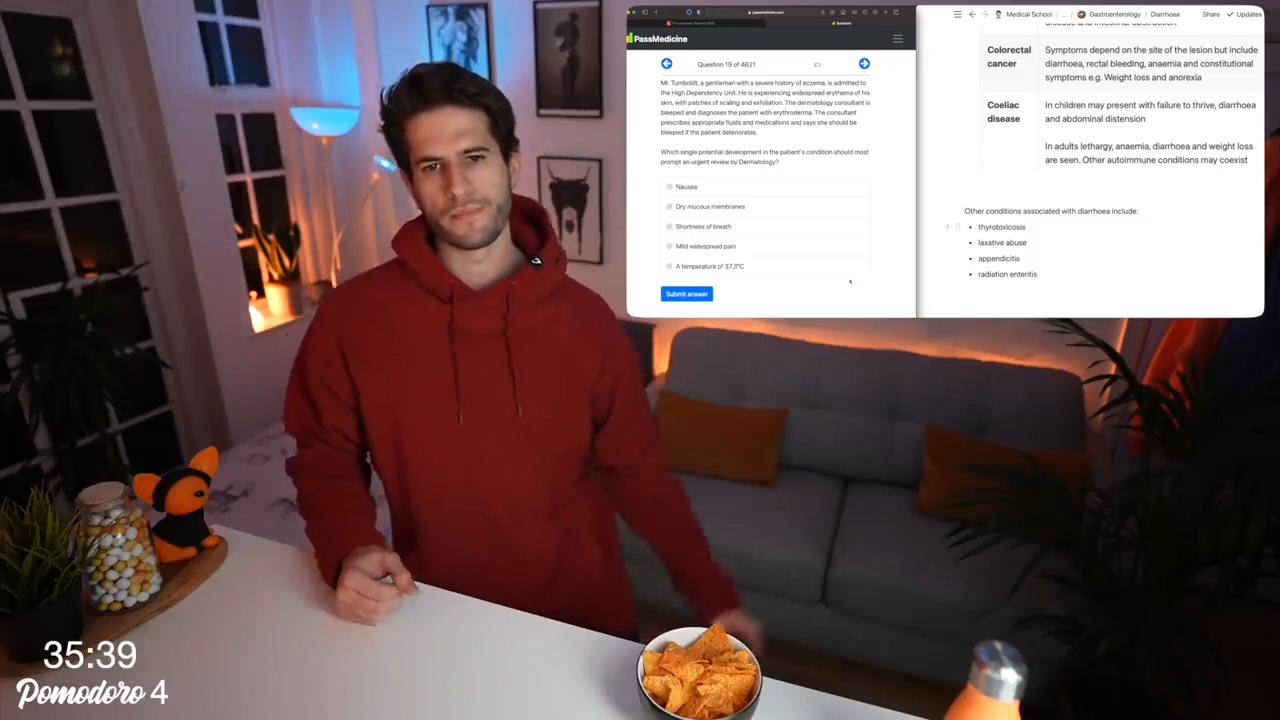 passmedicine.com
PassMedicine
Question 19 of 4621
Mr. Tumboldt, a gentleman with a severe history of eczema, is admitted to
the High Dependency Unit. He is experiencing widespread erythema of his
skin, with patches of scaling and exfoliation. The dermatology consultant is
bleeped and diagnoses the patient with erythroderma. The consultant
prescribes appropriate fluids and medications and says she should be
bleeped if the patient deteriorates.
Which single potential development in the patient's condition should most
prompt an urgent review by Dermatology?
Nausea
Dry mucous membranes
Shortness of breath
Mild widespread pain
A temperature of 37.3°C
Submit answer
Medical School / ... / Gastroenterology / Diarrhoea Share Updates
Colorectal cancer
Symptoms depend on the site of the lesion but include
diarrhoea, rectal bleeding, anaemia and constitutional
symptoms e.g. Weight loss and anorexia
Coeliac disease
In children may present with failure to thrive, diarrhoea
and abdominal distension
In adults lethargy, anaemia, diarrhoea and weight loss
are seen. Other autoimmune conditions may coexist
Other conditions associated with diarrhoea include:
• thyrotoxicosis
• laxative abuse
• appendicitis
• radiation enteritis
35:39
Pomodoro 4